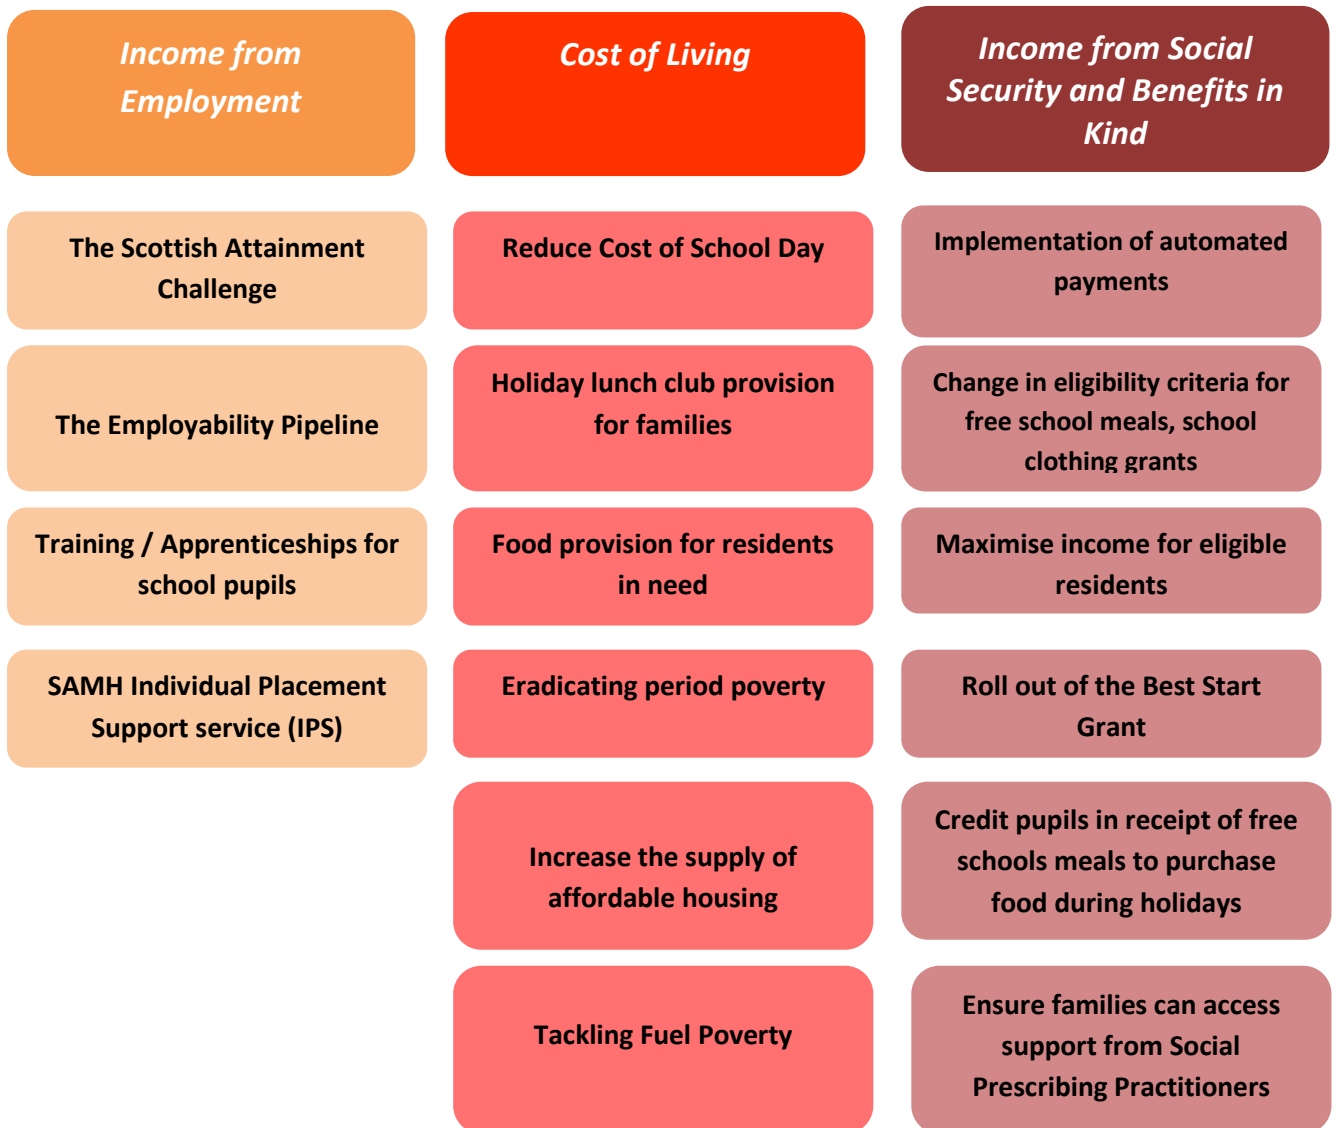 Income from
Employment
Cost of Living
Income from Social
Security and Benefits in
Kind
The Scottish Attainment
Challenge
Reduce Cost of School Day
Implementation of automated
payments
The Employability Pipeline
Holiday lunch club provision
for families
Change in eligibility criteria for
free school meals, school
clothing grants
Training / Apprenticeships for
school pupils
Food provision for residents
in need
Maximise income for eligible
residents
SAMH Individual Placement
Support service (IPS)
Eradicating period poverty
Roll out of the Best Start
Grant
Increase the supply of
affordable housing
Credit pupils in receipt of free
schools meals to purchase
food during holidays
Tackling Fuel Poverty
Ensure families can access
support from Social
Prescribing Practitioners